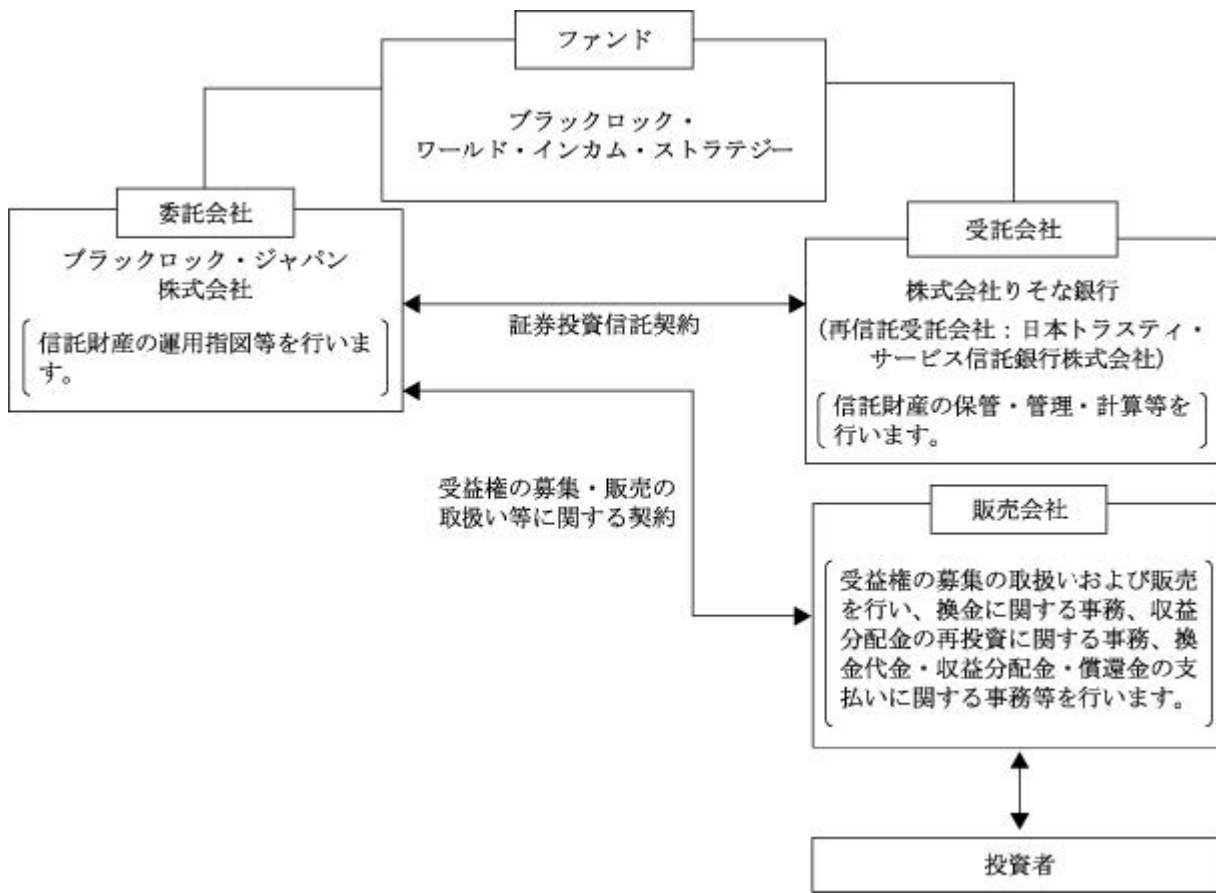 ファンド
ブラックロック・
ワールド・インカム・ストラテジー
委託会社
ブラックロック・ジャパン
株式会社
信託財産の運用指図等を行いま
す。
証券投資信託契約
受託会社
株式会社りそな銀行
(再信託受託会社:日本トラスティ・
サービス信託銀行株式会社)
信託財産の保管・管理・計算等を
行います。
受益権の募集・販売の
取扱い等に関する契約
販売会社
受益権の募集の取扱いおよび販売
を行い、換金に関する事務、収益
分配金の再投資に関する事務、換
金代金・収益分配金・償還金の支
払いに関する事務等を行います。
投資者